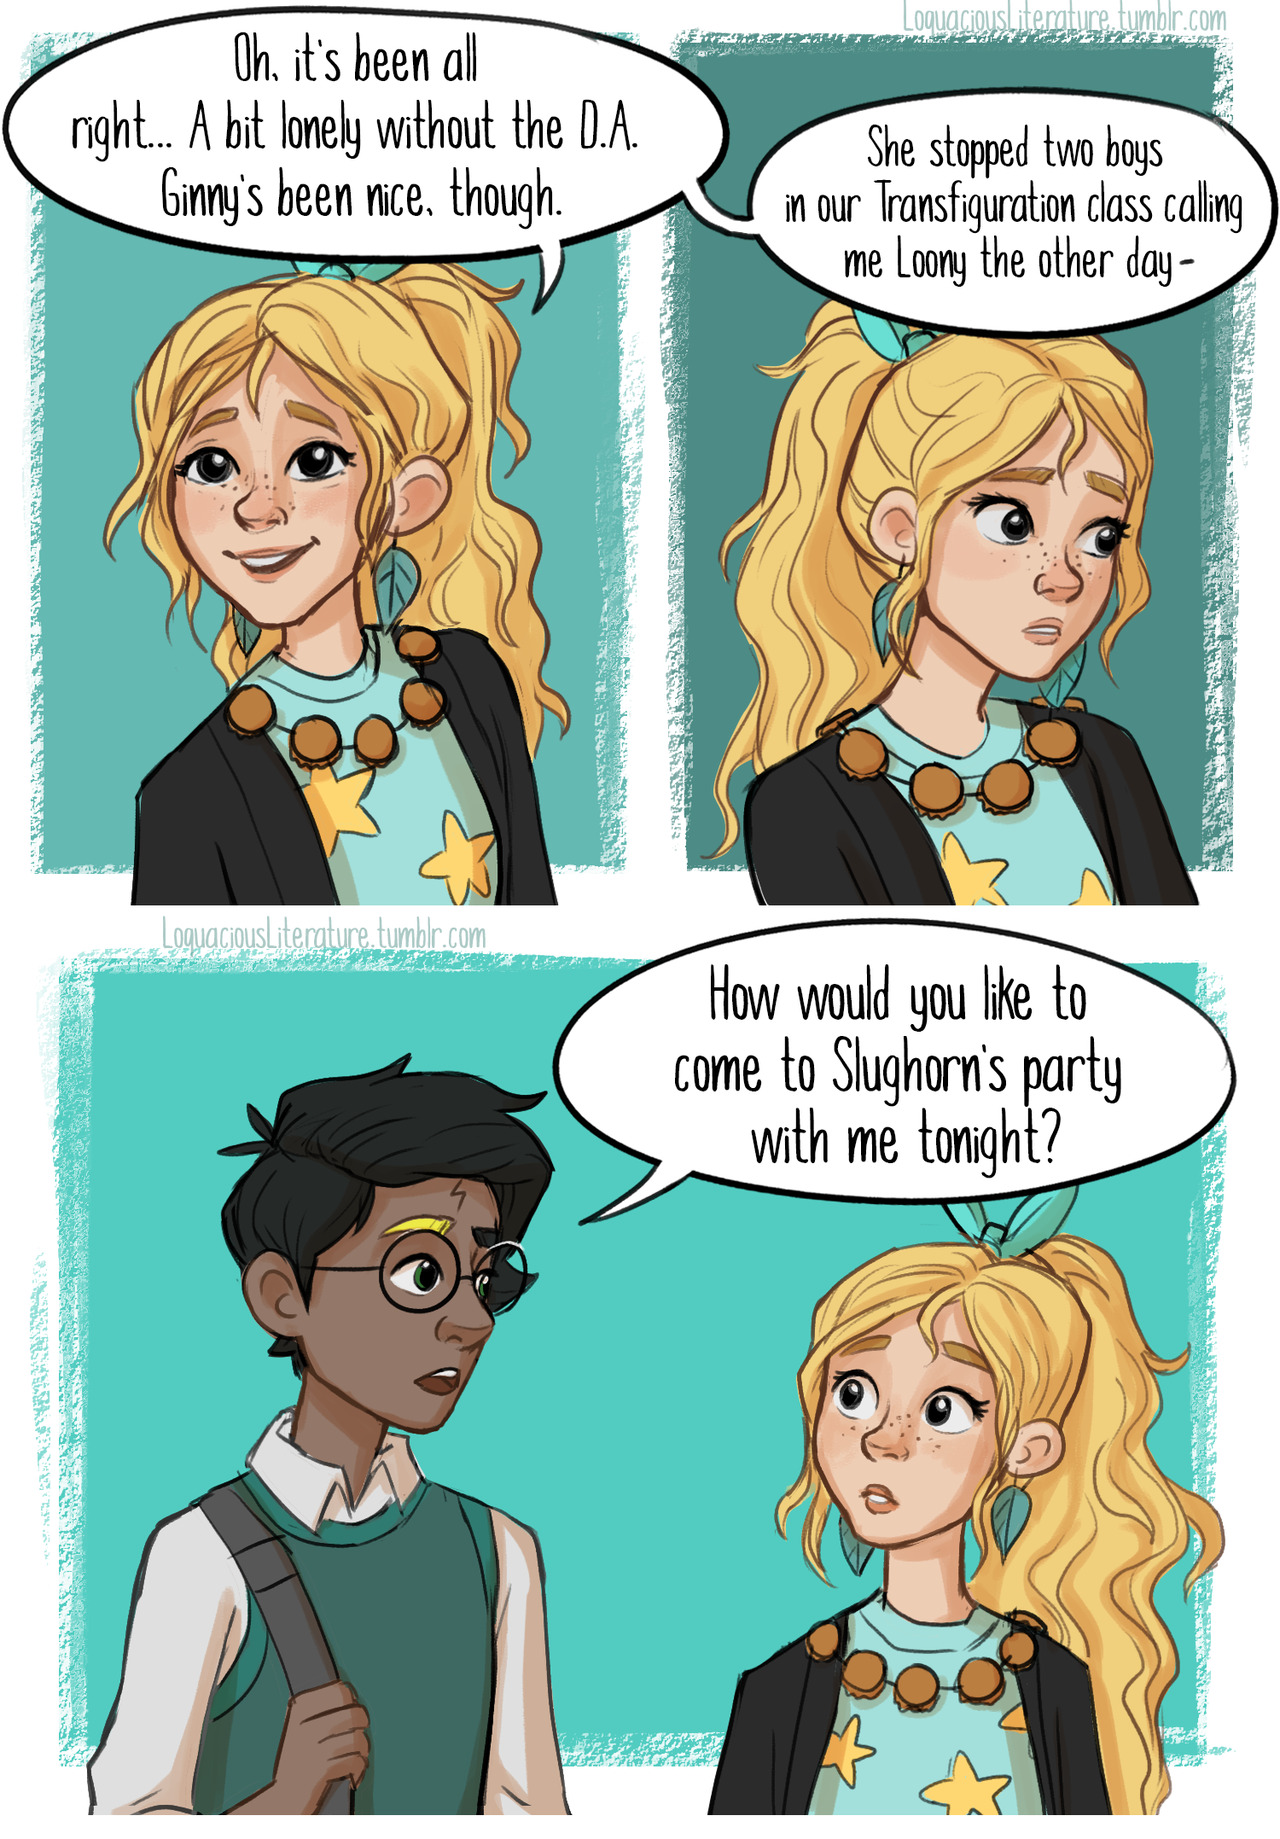 LoquaciousLiterature.tumblr.com
Oh, it's been all
right... A bit lonely without the D.A.
Ginny's been nice, though.
She stopped two boys
in our Transfiguration class calling
me Loony the other day-
LoquaciousLiterature.tumblr.com
How would you like to
come to Slughorn's party
with me tonight?